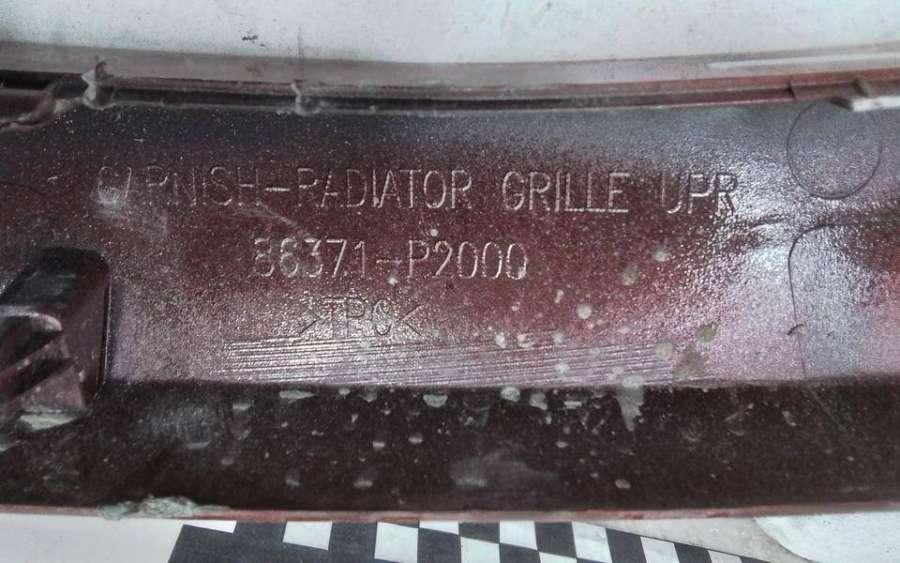 GARNISH-RADIATOR GRILLE UPR
86371-P2000
>TPO<